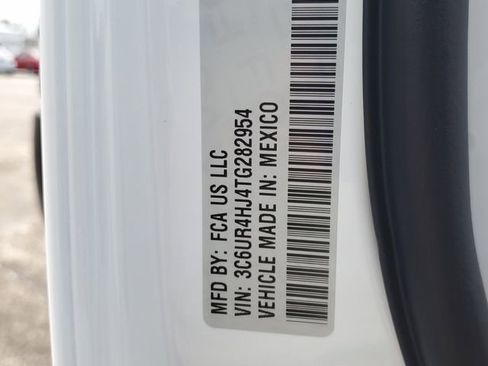 MFD BY: FCA US LLC
VIN: 3C6UR4HJ4TG282954
VEHICLE MADE IN: MEXICO